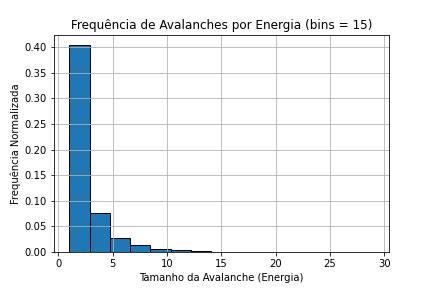 Frequência de Avalanches por Energia (bins = 15)
Frequência Normalizada
0.40
0.35
0.30
0.25
0.20
0.15
0.10
0.05
0.00
0 5 10 15 20 25 30
Tamanho da Avalanche (Energia)